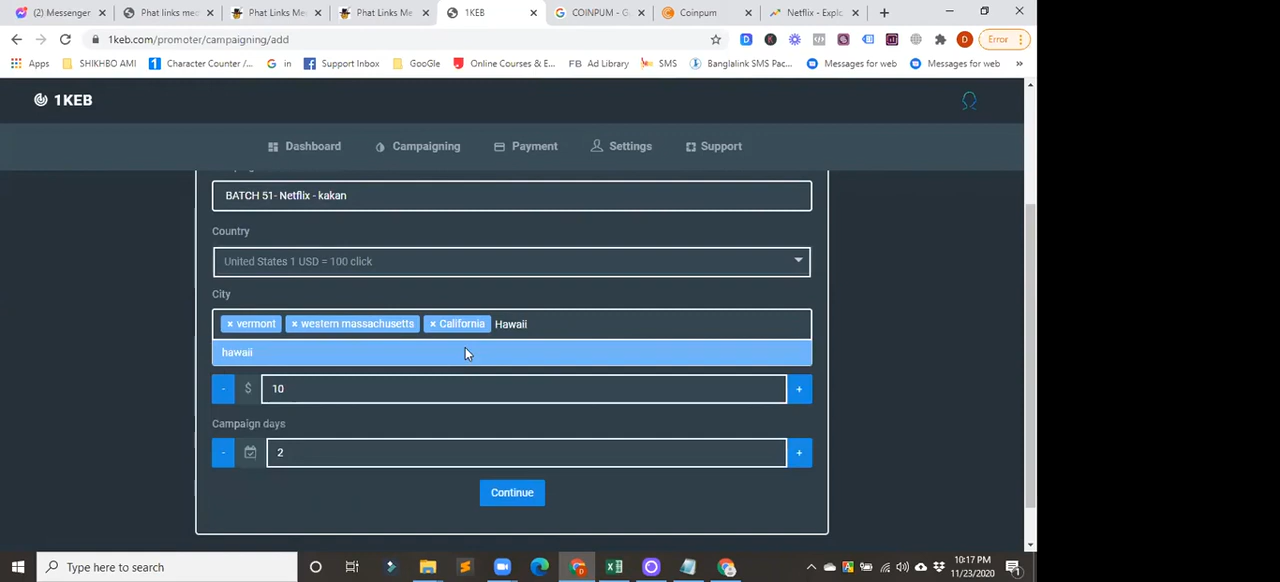 (2) Messenger
Phat links me
Phat Links Me
Phat Links Me
1KEB
COINPUM - G
Coinpum
Netflix - Explo
1keb.com/promoter/campaigning/add
Error
Apps
SHIKHBO AMI
Character Counter /...
in
Support Inbox
GooGle
Online Courses & E...
FB Ad Library
SMS
Banglalink SMS Pac...
Messages for web
Messages for web
1KEB
Dashboard
Campaigning
Payment
Settings
Support
BATCH 51- Netflix - kakan
Country
United States 1 USD = 100 click
City
× vermont × western massachusetts × California Hawaii
hawaii
- $ 10 +
Campaign days
- 2 +
Continue
Type here to search
10:17 PM
11/23/2020